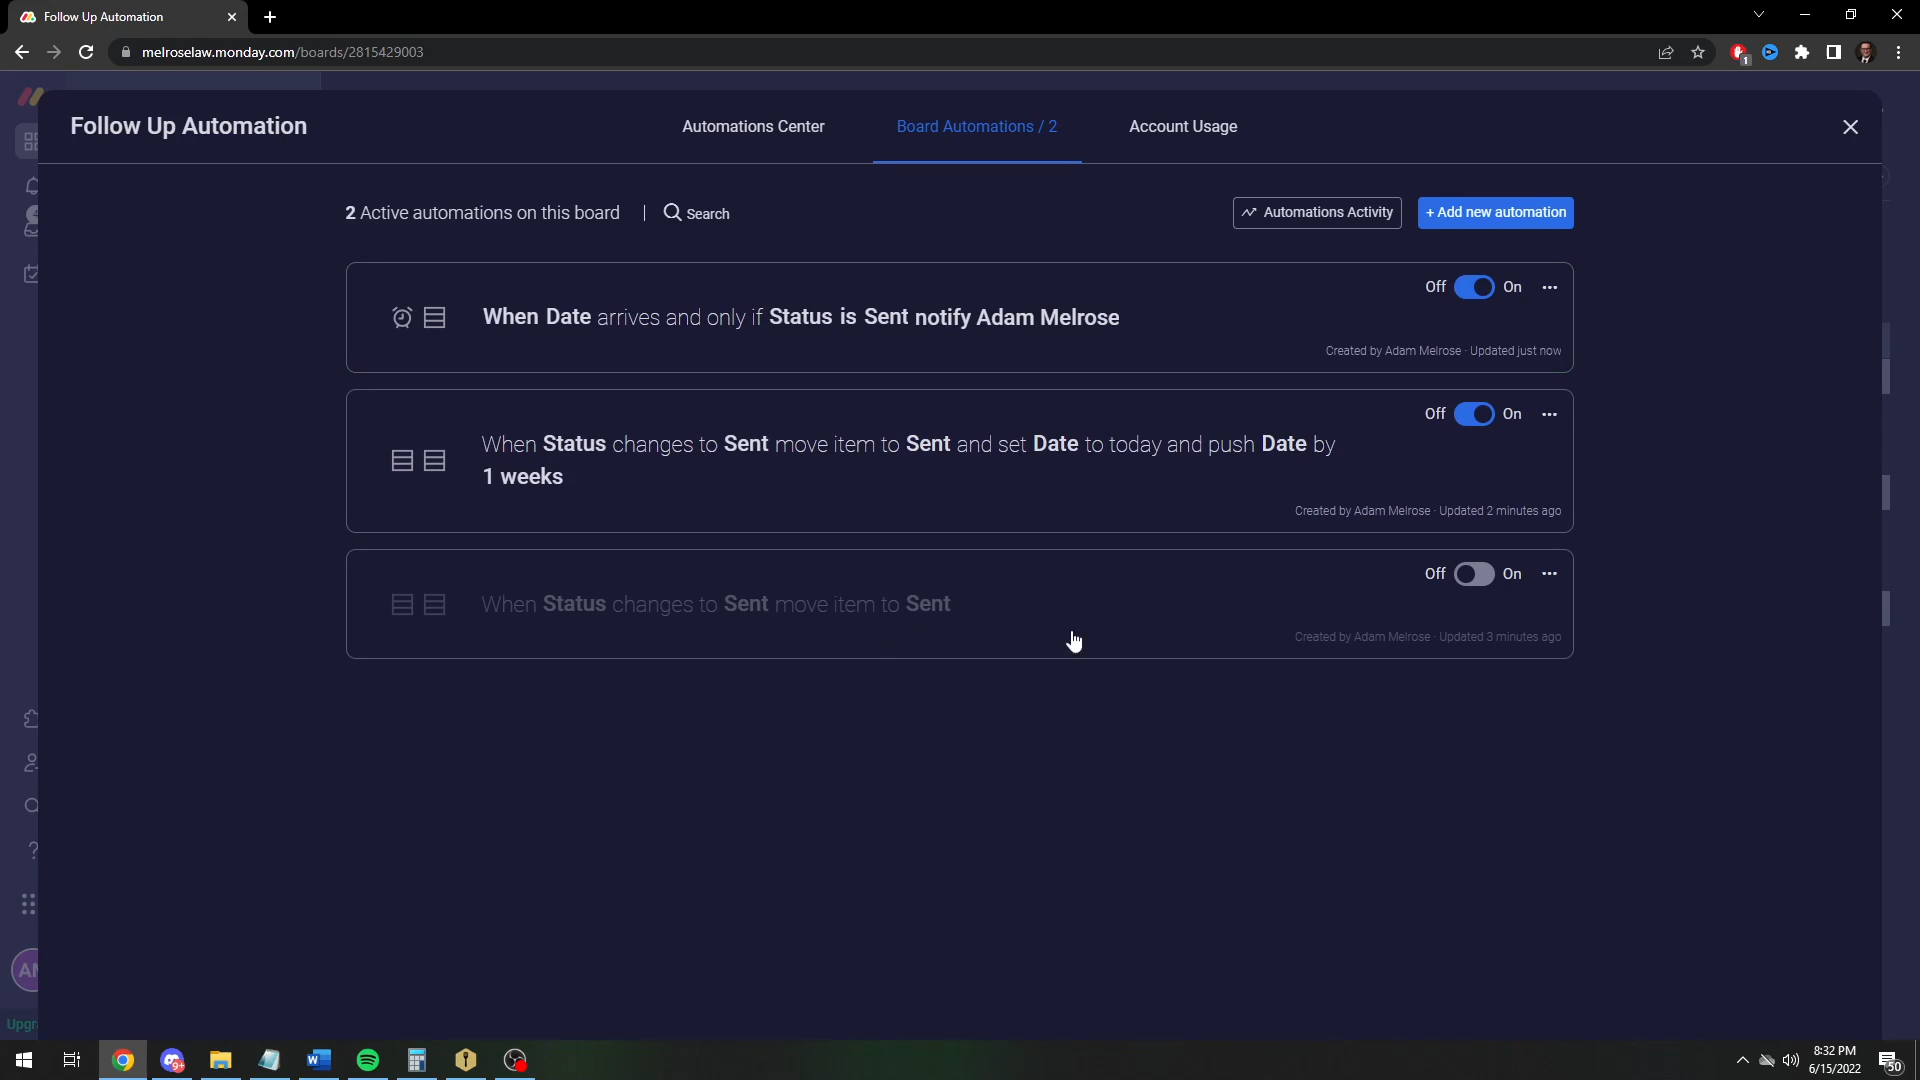 Follow Up Automation
melroselaw.monday.com/boards/2815429003
1
Follow Up Automation
Automations Center
Board Automations / 2
Account Usage
2 Active automations on this board
Search
Automations Activity
+ Add new automation
Off
On
When Date arrives and only if Status is Sent notify Adam Melrose
Created by Adam Melrose · Updated just now
Off
On
When Status changes to Sent move item to Sent and set Date to today and push Date by
1 weeks
Created by Adam Melrose · Updated 2 minutes ago
Off
On
When Status changes to Sent move item to Sent
Created by Adam Melrose · Updated 3 minutes ago
Upgr
9+
8:32 PM
6/15/2022
50